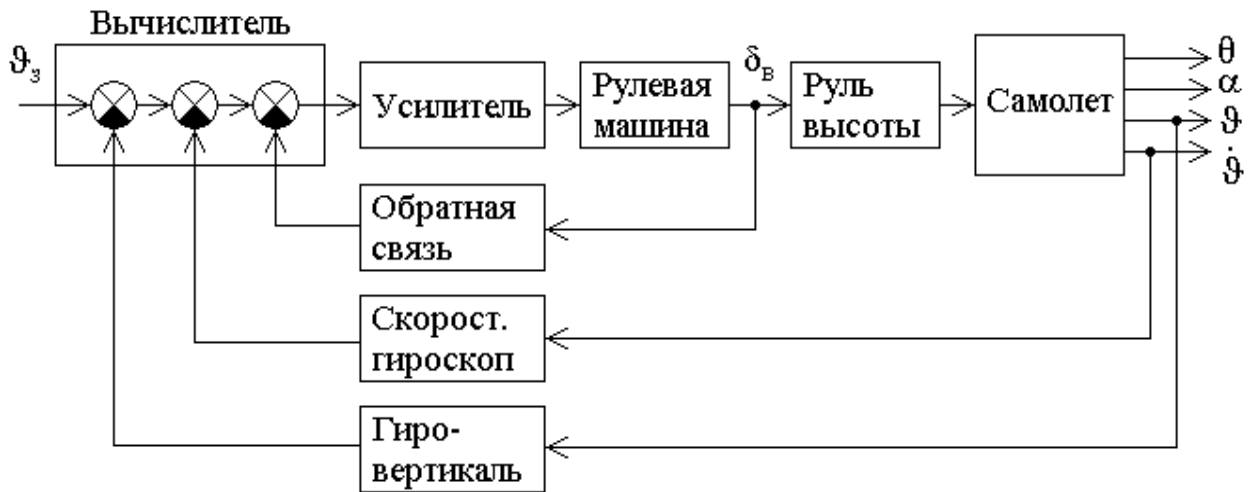 Вычислитель
ϑз
Усилитель
Рулевая
машина
δв
Руль
высоты
Самолет
θ
α
ϑ
ϑ̇
Обратная
связь
Скорост.
гироскоп
Гиро-
вертикаль